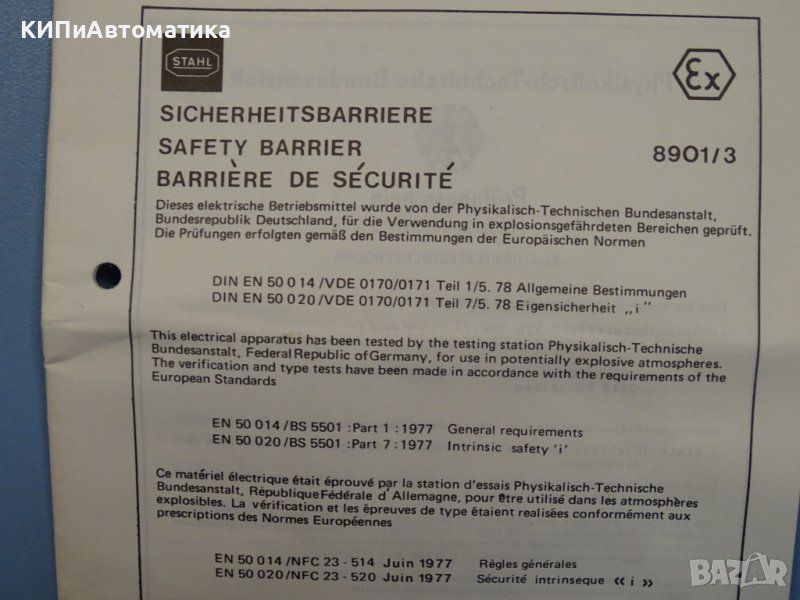 КИПиАвтоматика
STAHL
Ex
SICHERHEITSBARRIERE
SAFETY BARRIER
8901/3
BARRIÈRE DE SÉCURITÉ
Dieses elektrische Betriebsmittel wurde von der Physikalisch-Technischen Bundesanstalt,
Bundesrepublik Deutschland, für die Verwendung in explosionsgefährdeten Bereichen geprüft.
Die Prüfungen erfolgten gemäß den Bestimmungen der Europäischen Normen
DIN EN 50 014 /VDE 0170/0171 Teil 1/5. 78 Allgemeine Bestimmungen
DIN EN 50 020 /VDE 0170/0171 Teil 7/5. 78 Eigensicherheit „i"
This electrical apparatus has been tested by the testing station Physikalisch-Technische
Bundesanstalt, Federal Republic of Germany, for use in potentially explosive atmospheres.
The verification and type tests have been made in accordance with the requirements of the
European Standards
EN 50 014 /BS 5501 :Part 1 : 1977 General requirements
EN 50 020 /BS 5501 :Part 7 : 1977 Intrinsic safety 'i'
Ce matériel électrique était éprouvé par la station d'essais Physikalisch-Technische
Bundesanstalt, République Fédérale d'Allemagne, pour être utilisé dans les atmosphères
explosibles. La vérification et les épreuves de type étaient realisées conformément aux
prescriptions des Normes Européennes
EN 50 014 /NFC 23 - 514 Juin 1977 Règles générales
EN 50 020/NFC 23 - 520 Juin 1977 Sécurité intrinsèque «i»
BAZAR